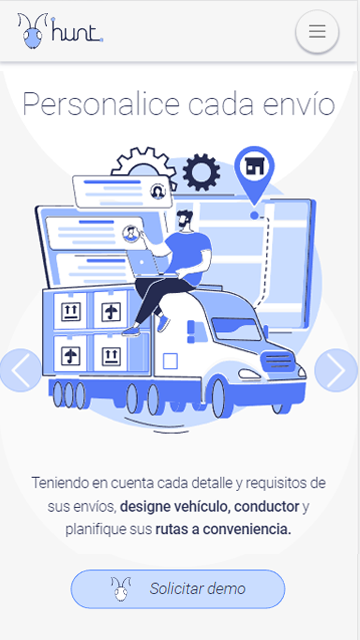 hunt.
Personalice cada envío
Teniendo en cuenta cada detalle y requisitos de
sus envíos, designe vehículo, conductor y
planifique sus rutas a conveniencia.
Solicitar demo